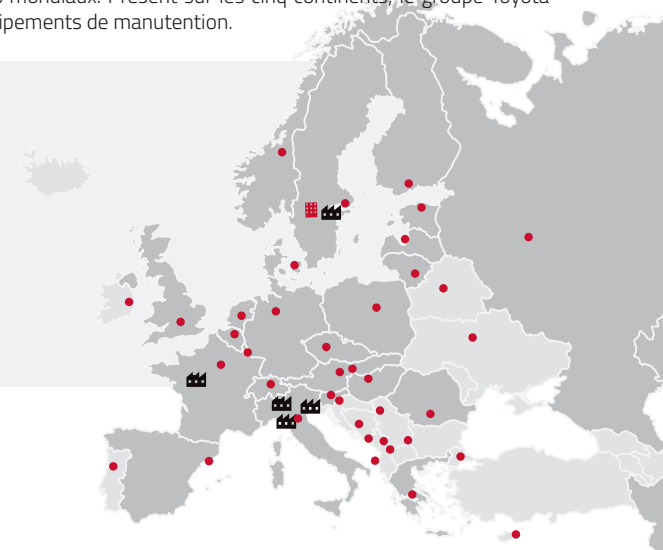 mondiaux. Présent sur les cinq continents, le groupe Toyota
ipements de manutention.